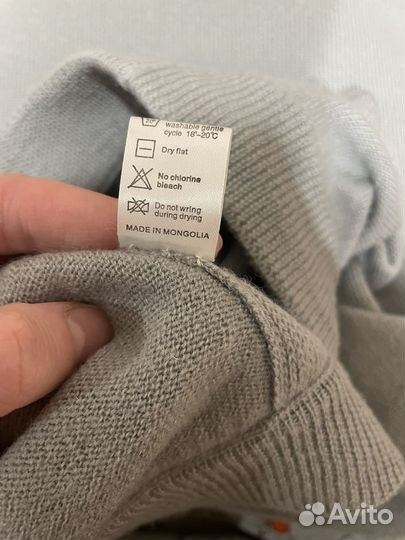 washable gentle
cycle 18°-20°C
Dry flat
No chlorine
bleach
Do not wring
during drying
MADE IN MONGOLIA
Avito